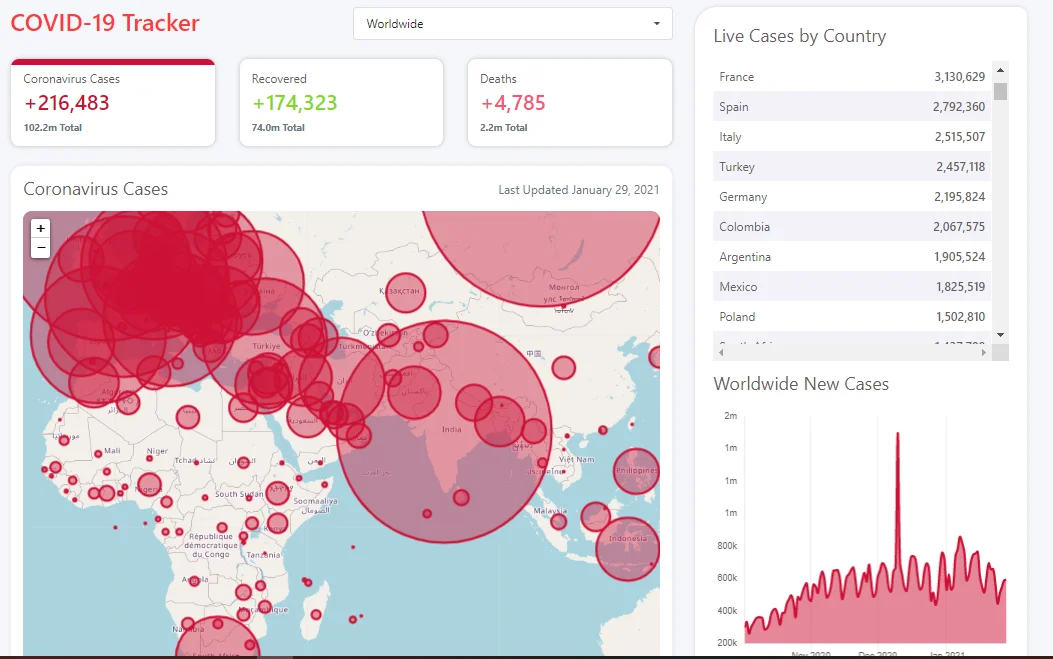 COVID-19 Tracker
Worldwide
Coronavirus Cases
+216,483
102.2m Total
Recovered
+174,323
74.0m Total
Deaths
+4,785
2.2m Total
Coronavirus Cases
Last Updated January 29, 2021
+
−
Қазақстан
Монгол
улс
Türkiye
中国
India
Mali
Niger
Tchad
Nigeria
South Sudan
Soomaaliya
الصومال
République
démocratique
du Congo
Tanzania
Việt Nam
Philippines
Malaysia
Indonesia
Live Cases by Country
France 3,130,629
Spain 2,792,360
Italy 2,515,507
Turkey 2,457,118
Germany 2,195,824
Colombia 2,067,575
Argentina 1,905,524
Mexico 1,825,519
Poland 1,502,810
Worldwide New Cases
2m
1m
1m
1m
800k
600k
400k
200k
Nov 2020 Dec 2020 Jan 2021